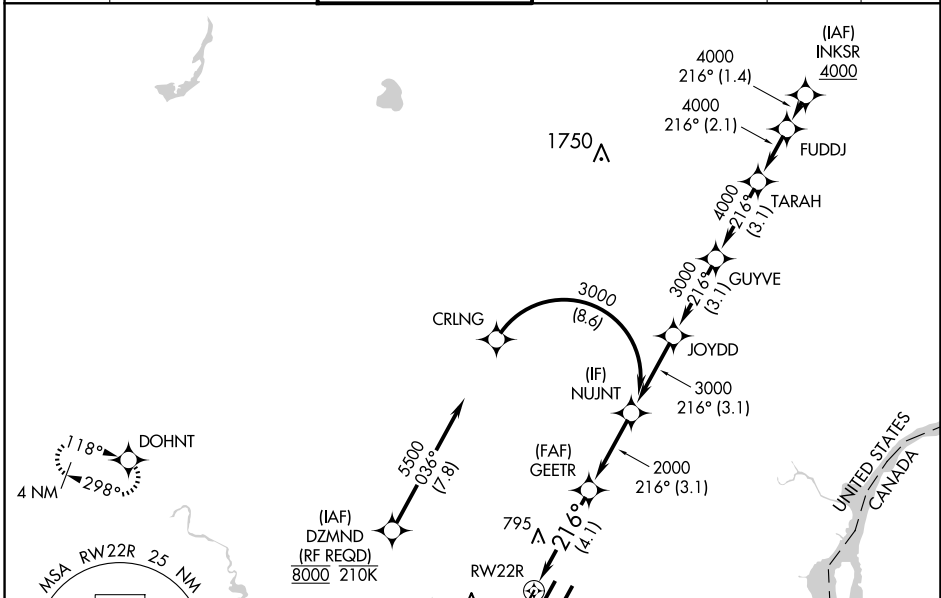 (IAF)
INKSR
4000
4000
216° (1.4)
4000
216° (2.1)
FUDDJ
1750
TARAH
4000
216°
(3.1)
GUYVE
3000
216°
(3.1)
3000
(8.6)
CRLNG
JOYDD
(IF)
NUJNT
3000
216° (3.1)
118°
DOHNT
298°
4 NM
5500
036°
(7.8)
(FAF)
GEETR
2000
216° (3.1)
UNITED STATES
CANADA
(IAF)
DZMND
(RF REQD)
8000 210K
795
216°
(4.1)
RW22R
MSA RW22R 25 NM